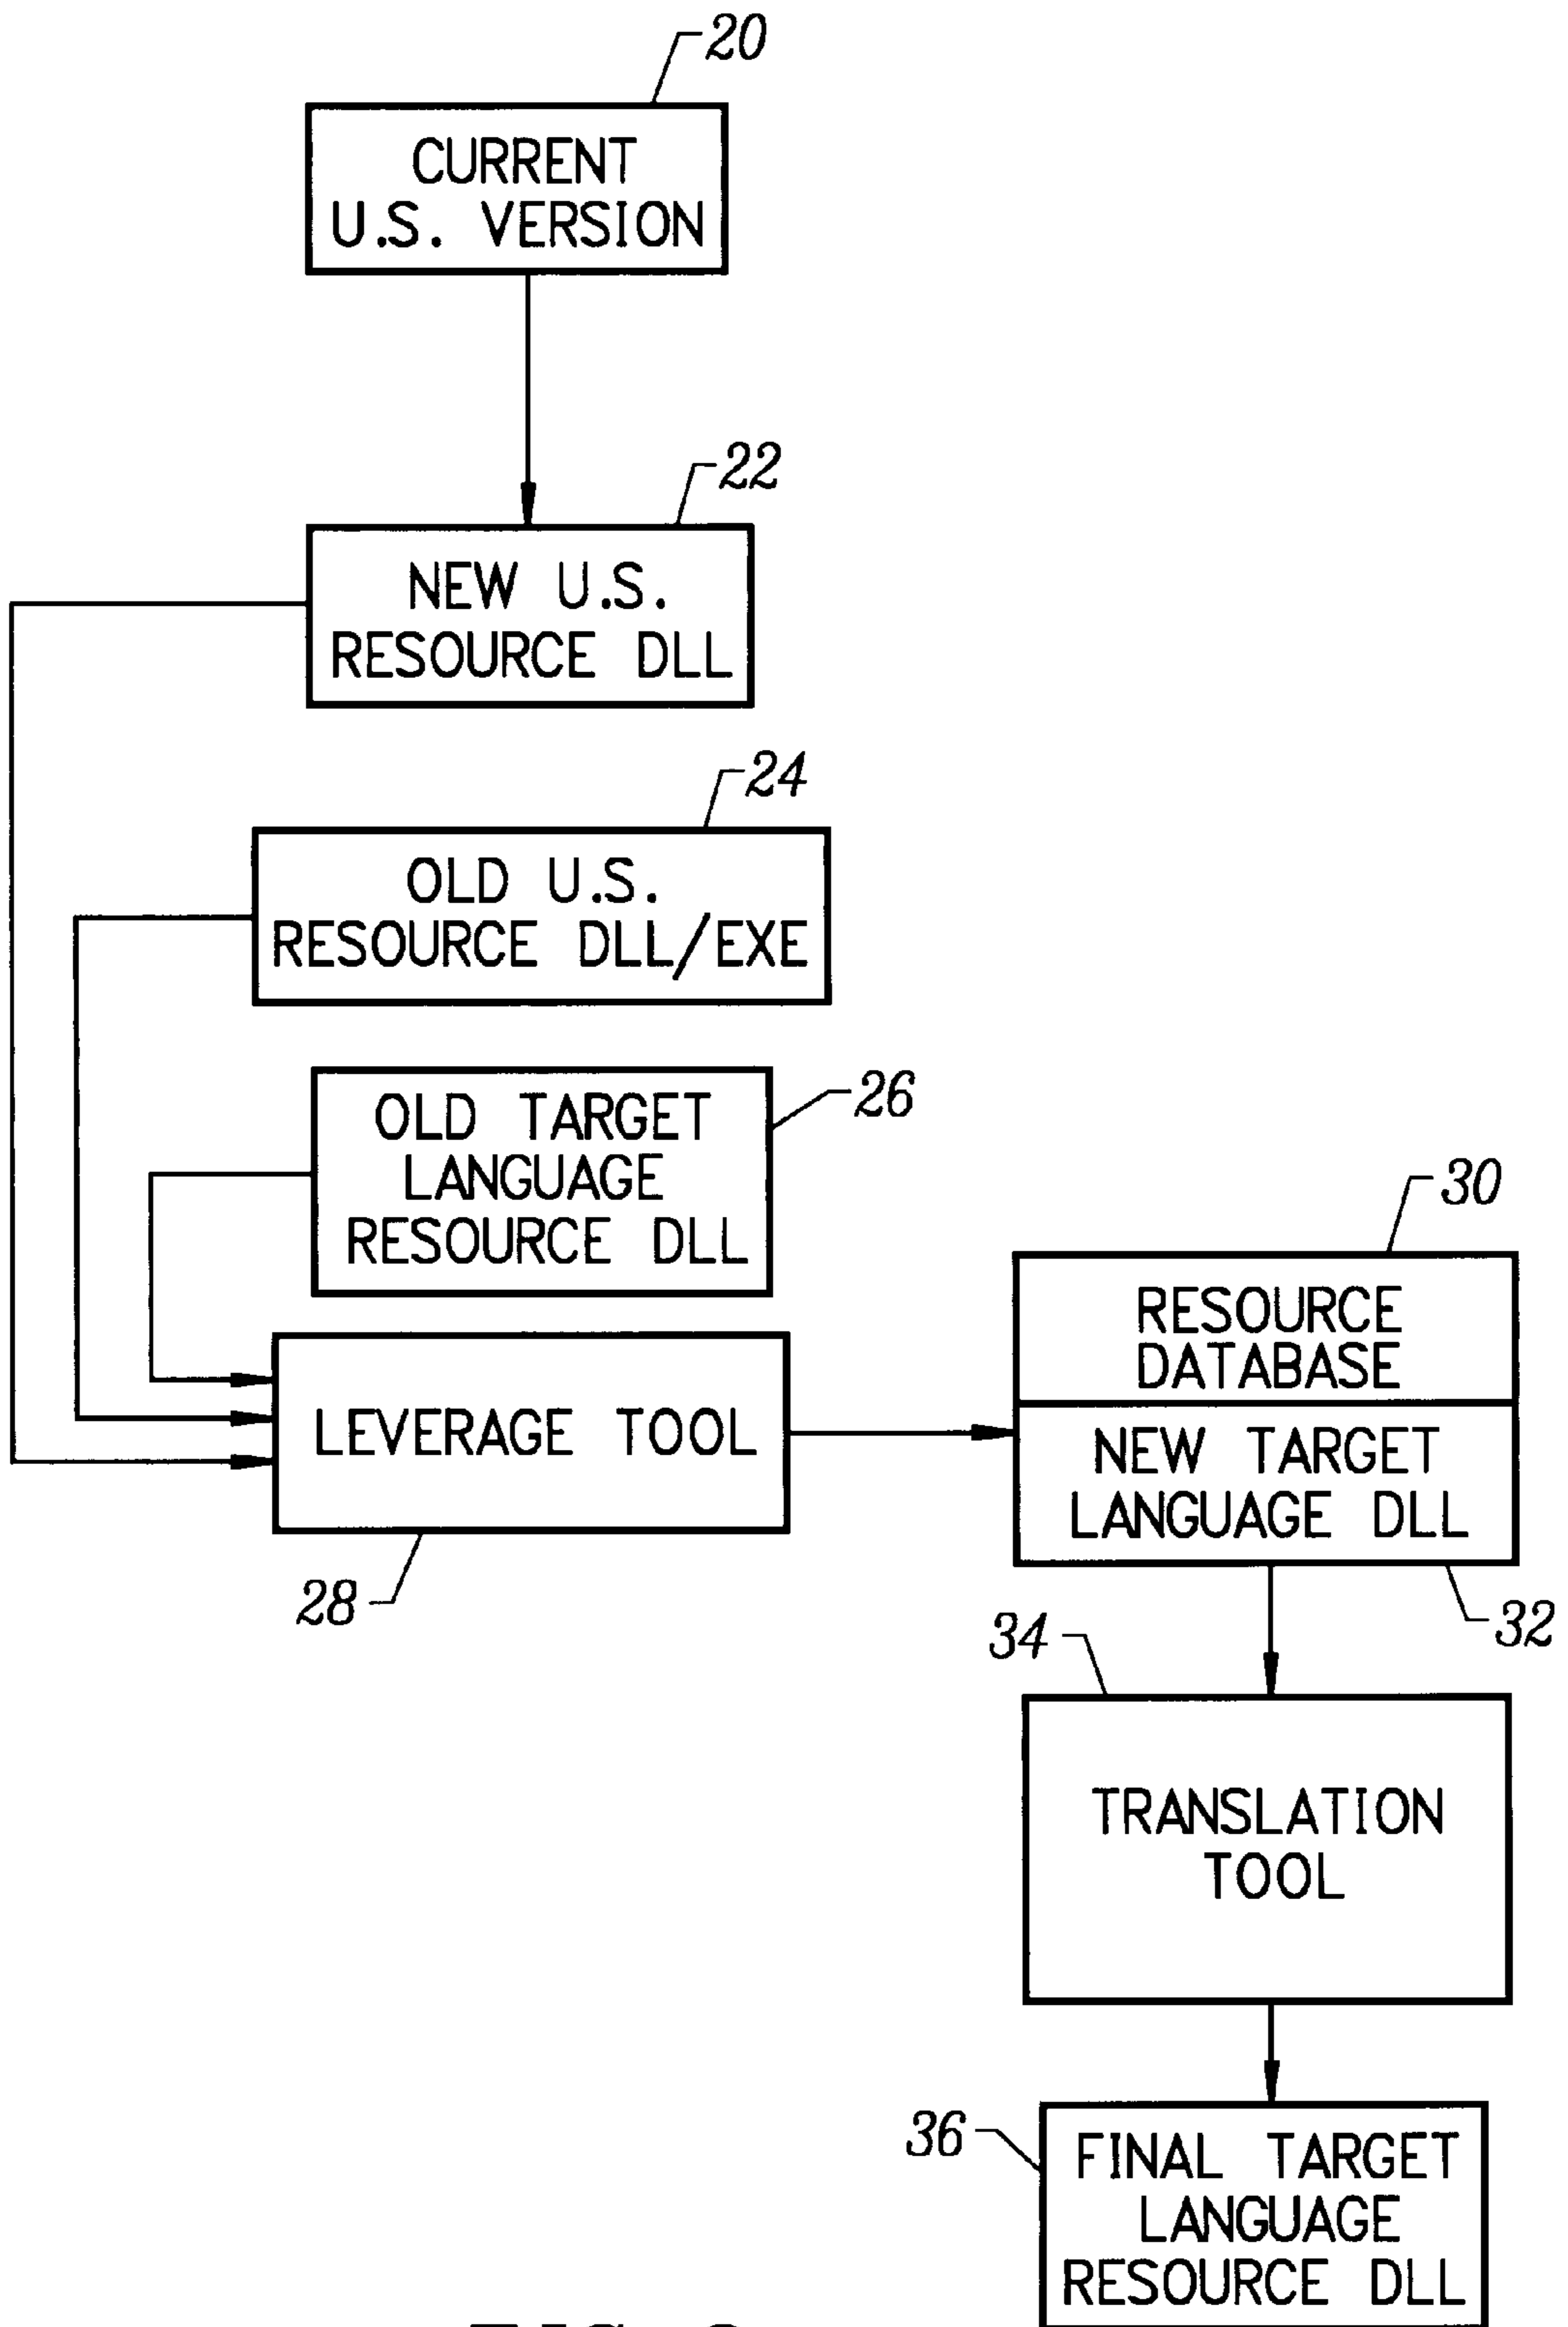 20
CURRENT
U.S. VERSION
22
NEW U.S.
RESOURCE DLL
24
OLD U.S.
RESOURCE DLL/EXE
26
OLD TARGET
LANGUAGE
RESOURCE DLL
30
RESOURCE
DATABASE
LEVERAGE TOOL
NEW TARGET
LANGUAGE DLL
28
32
34
TRANSLATION
TOOL
36
FINAL TARGET
LANGUAGE
RESOURCE DLL